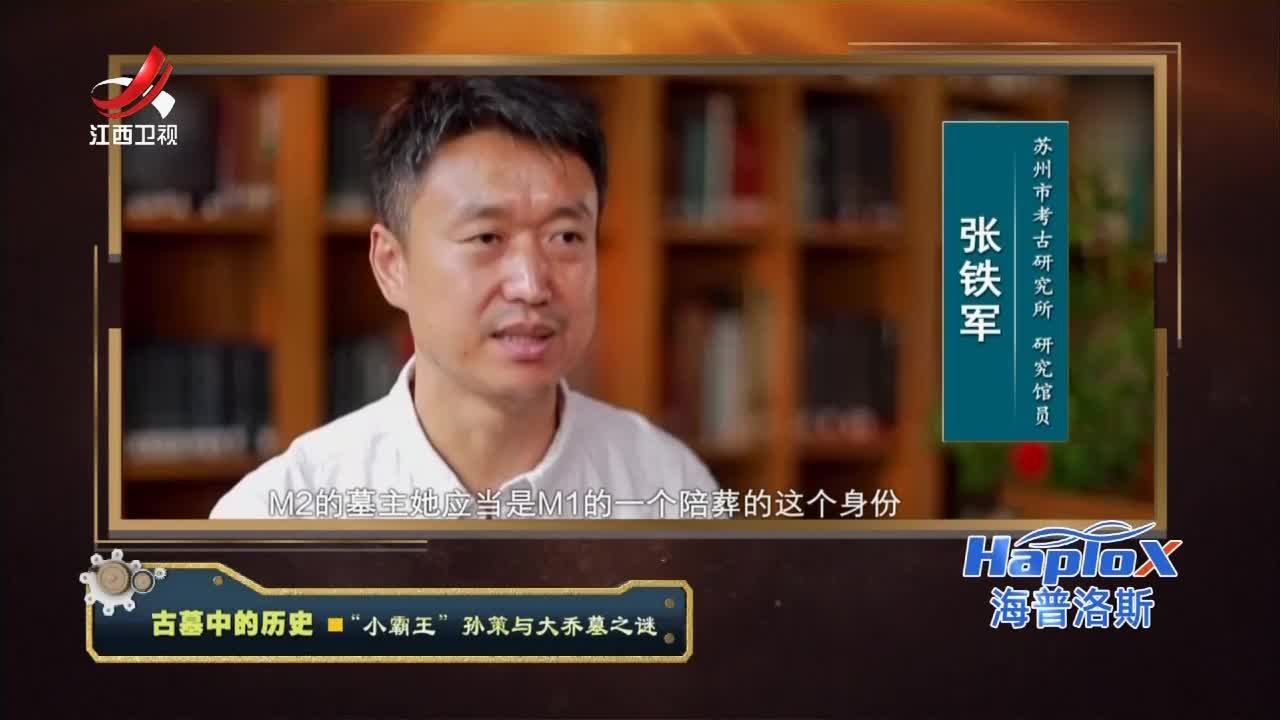 江西卫视
苏州市考古研究所 研究馆员
张铁军
M2的墓主她应当是M1的一个陪葬的这个身份
HaploX
海普洛斯
古墓中的历史 ■“小霸王”孙策与大乔墓之谜